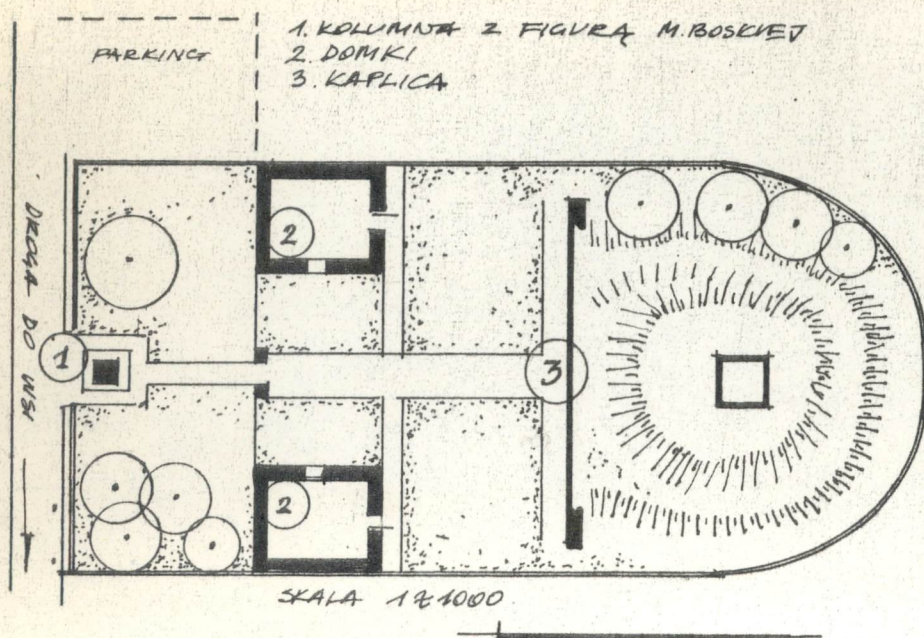 PARKING
1. KOLUMNA Z FIGURĄ M. BOSKIEJ
2. DOMKI
3. KAPLICA
DROGA DO WSI
2
1
3
2
SKALA 1:1000